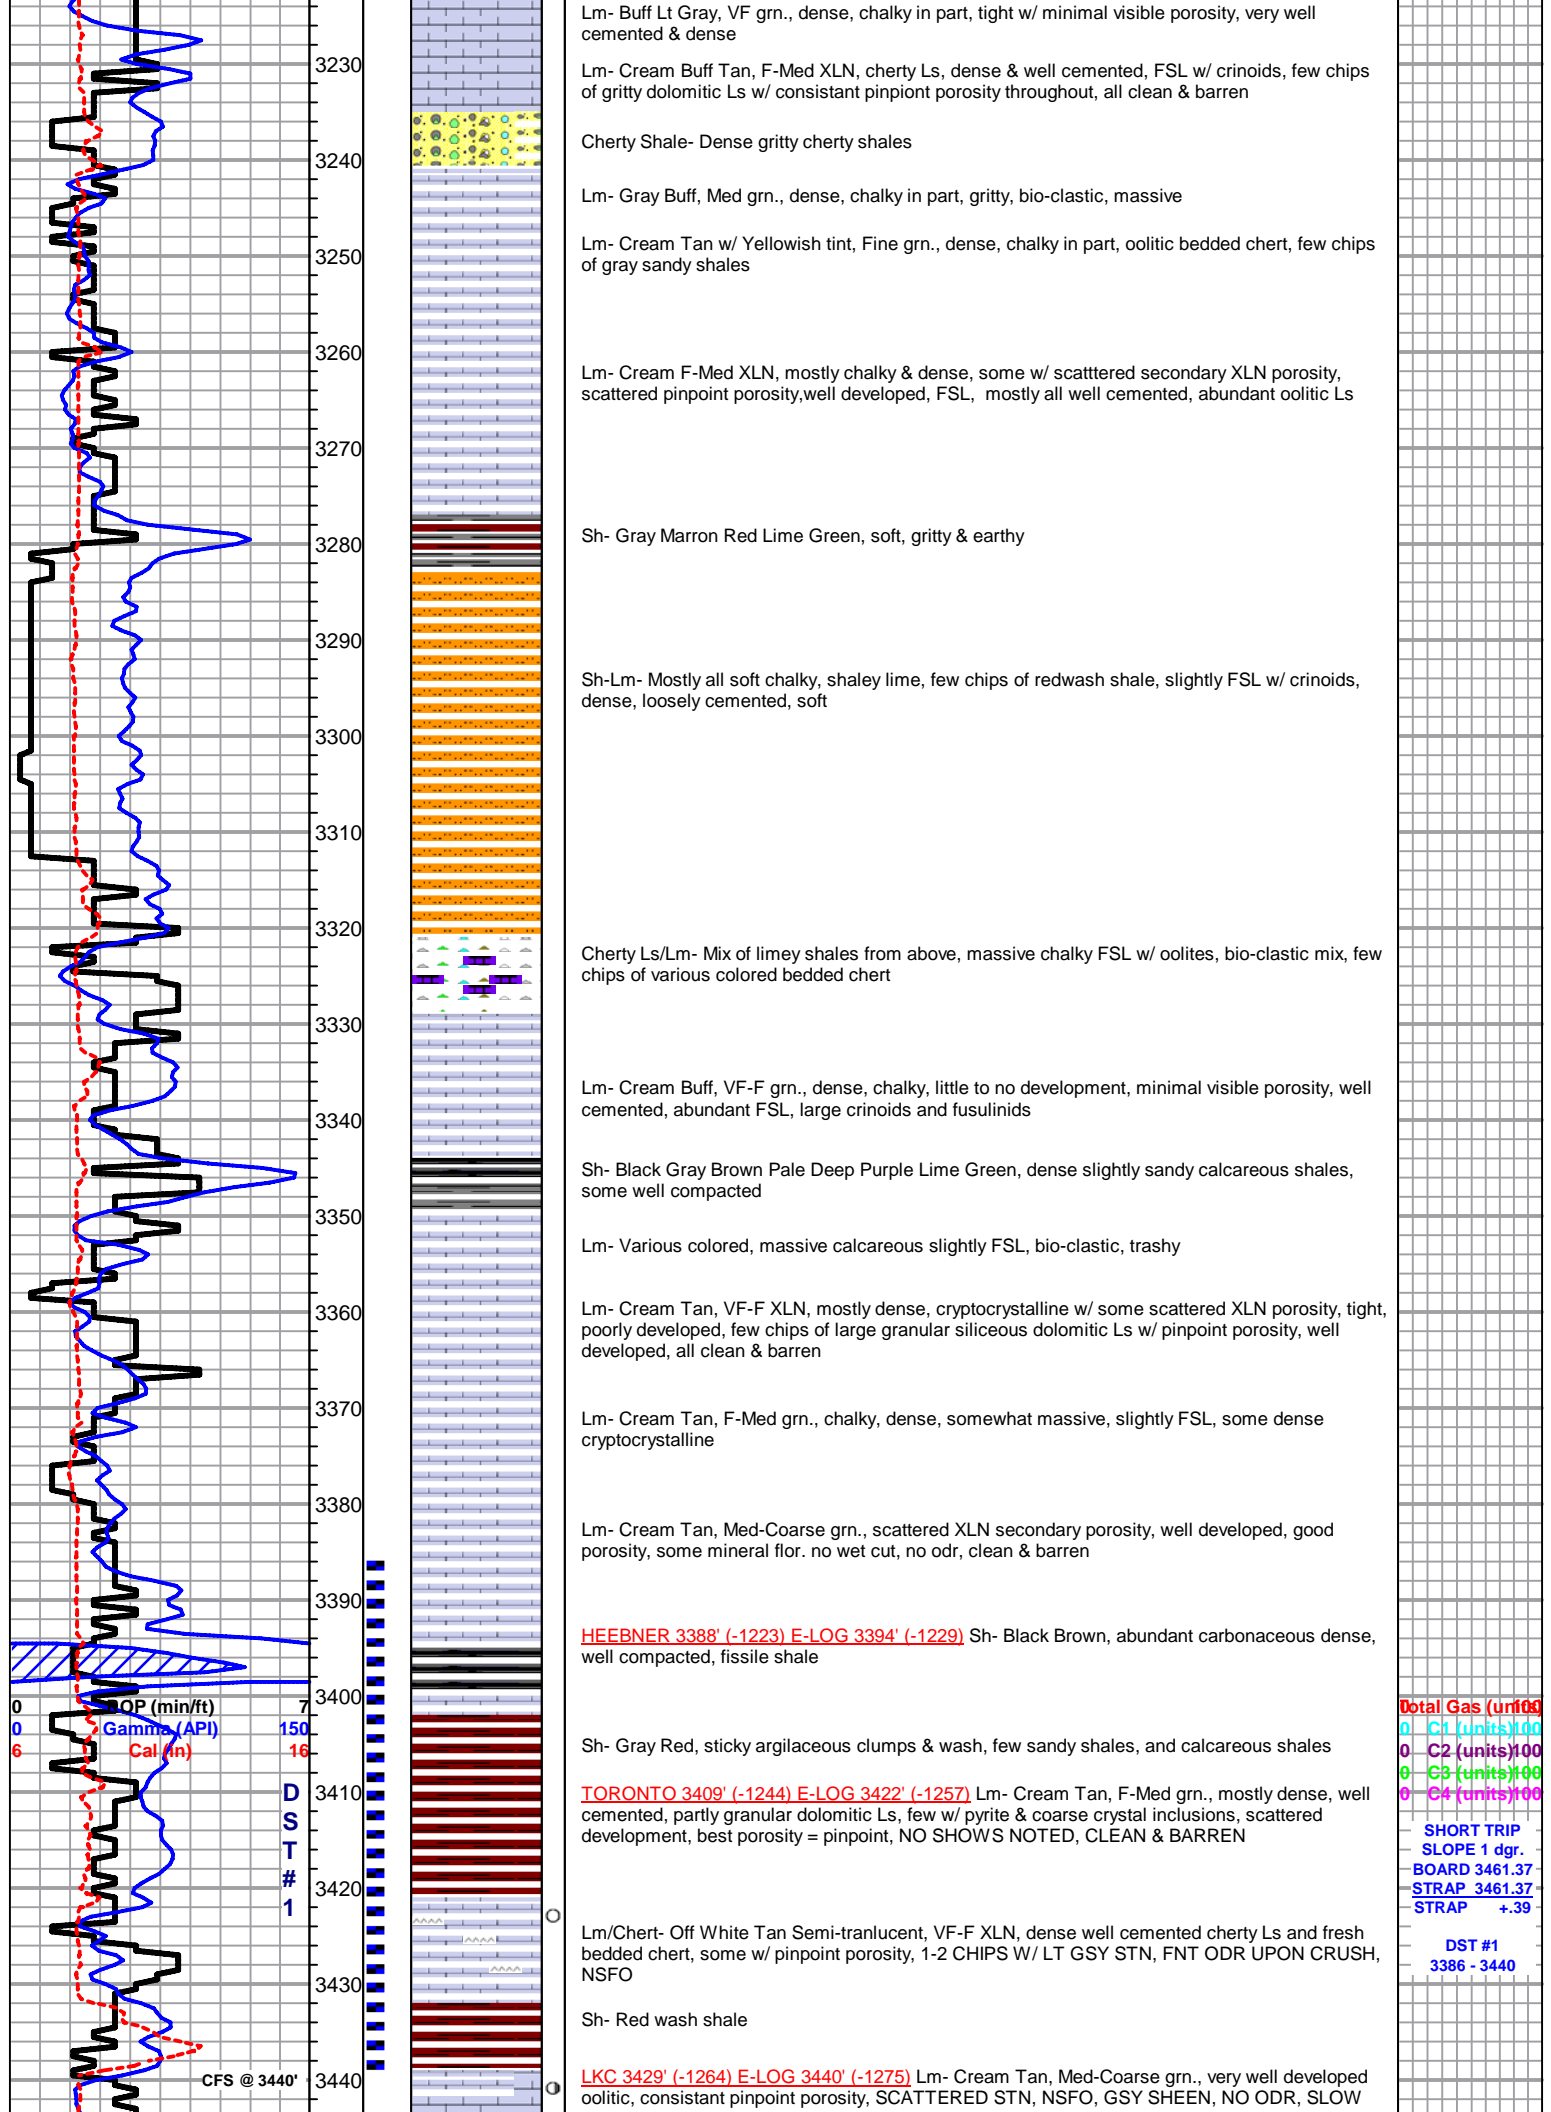 Lm- Buff Lt Gray, VF grn., dense, chalky in part, tight w/ minimal visible porosity, very well
cemented & dense
3230
Lm- Cream Buff Tan, F-Med XLN, cherty Ls, dense & well cemented, FSL w/ crinoids, few chips
of gritty dolomitic Ls w/ consistant pinpiont porosity throughout, all clean & barren
Cherty Shale- Dense gritty cherty shales
3240
Lm- Gray Buff, Med grn., dense, chalky in part, gritty, bio-clastic, massive
Lm- Cream Tan w/ Yellowish tint, Fine grn., dense, chalky in part, oolitic bedded chert, few chips
of gray sandy shales
3250
3260
Lm- Cream F-Med XLN, mostly chalky & dense, some w/ scatttered secondary XLN porosity,
scattered pinpoint porosity,well developed, FSL, mostly all well cemented, abundant oolitic Ls
3270
Sh- Gray Marron Red Lime Green, soft, gritty & earthy
3280
3290
Sh-Lm- Mostly all soft chalky, shaley lime, few chips of redwash shale, slightly FSL w/ crinoids,
dense, loosely cemented, soft
3300
3310
3320
Cherty Ls/Lm- Mix of limey shales from above, massive chalky FSL w/ oolites, bio-clastic mix, few
chips of various colored bedded chert
3330
Lm- Cream Buff, VF-F grn., dense, chalky, little to no development, minimal visible porosity, well
cemented, abundant FSL, large crinoids and fusulinids
3340
Sh- Black Gray Brown Pale Deep Purple Lime Green, dense slightly sandy calcareous shales,
some well compacted
3350
Lm- Various colored, massive calcareous slightly FSL, bio-clastic, trashy
3360
Lm- Cream Tan, VF-F XLN, mostly dense, cryptocrystalline w/ some scattered XLN porosity, tight,
poorly developed, few chips of large granular siliceous dolomitic Ls w/ pinpoint porosity, well
developed, all clean & barren
3370
Lm- Cream Tan, F-Med grn., chalky, dense, somewhat massive, slightly FSL, some dense
cryptocrystalline
3380
Lm- Cream Tan, Med-Coarse grn., scattered XLN secondary porosity, well developed, good
porosity, some mineral flor. no wet cut, no odr, clean & barren
3390
HEEBNER 3388' (-1223) E-LOG 3394' (-1229) Sh- Black Brown, abundant carbonaceous dense,
well compacted, fissile shale
3400
0 ROP (min/ft) 7
0 Gamma (API) 150
6 Cal (in) 16
0 Total Gas (units) 100
0 C1 (units) 100
0 C2 (units) 100
0 C3 (units) 100
0 C4 (units) 100
Sh- Gray Red, sticky argilaceous clumps & wash, few sandy shales, and calcareous shales
3410
TORONTO 3409' (-1244) E-LOG 3422' (-1257) Lm- Cream Tan, F-Med grn., mostly dense, well
cemented, partly granular dolomitic Ls, few w/ pyrite & coarse crystal inclusions, scattered
development, best porosity = pinpoint, NO SHOWS NOTED, CLEAN & BARREN
D
S
T
#
1
SHORT TRIP
SLOPE 1 dgr.
BOARD 3461.37
STRAP 3461.37
STRAP +.39
3420
Lm/Chert- Off White Tan Semi-tranlucent, VF-F XLN, dense well cemented cherty Ls and fresh
bedded chert, some w/ pinpoint porosity, 1-2 CHIPS W/ LT GSY STN, FNT ODR UPON CRUSH,
NSFO
DST #1
3386 - 3440
3430
Sh- Red wash shale
CFS @ 3440'
3440
LKC 3429' (-1264) E-LOG 3440' (-1275) Lm- Cream Tan, Med-Coarse grn., very well developed
oolitic, consistant pinpoint porosity, SCATTERED STN, NSFO, GSY SHEEN, NO ODR, SLOW